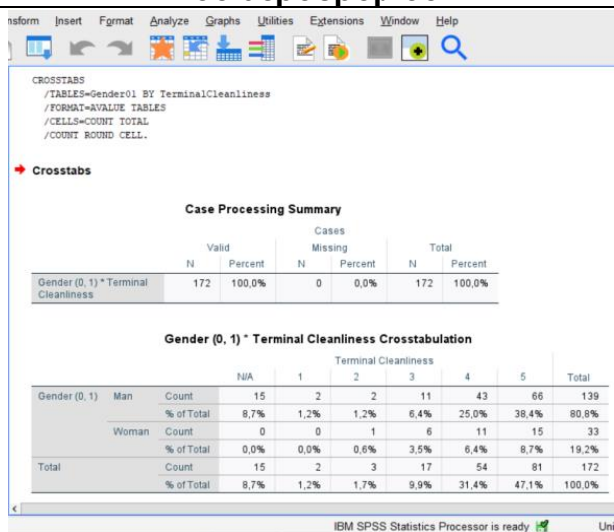 nsform Insert Format Analyze Graphs Utilities Extensions Window Help
CROSSTABS
/TABLES=Gender01 BY TerminalCleanliness
/FORMAT=AVALUE TABLES
/CELLS=COUNT TOTAL
/COUNT ROUND CELL.
Crosstabs
Case Processing Summary
Cases
Valid Missing Total
N Percent N Percent N Percent
Gender (0, 1) * Terminal Cleanliness 172 100,0% 0 0,0% 172 100,0%
Gender (0, 1) * Terminal Cleanliness Crosstabulation
Terminal Cleanliness
N/A 1 2 3 4 5 Total
Gender (0, 1) Man Count 15 2 2 11 43 66 139
% of Total 8,7% 1,2% 1,2% 6,4% 25,0% 38,4% 80,8%
Woman Count 0 0 1 6 11 15 33
% of Total 0,0% 0,0% 0,6% 3,5% 6,4% 8,7% 19,2%
Total Count 15 2 3 17 54 81 172
% of Total 8,7% 1,2% 1,7% 9,9% 31,4% 47,1% 100,0%
IBM SPSS Statistics Processor is ready Un